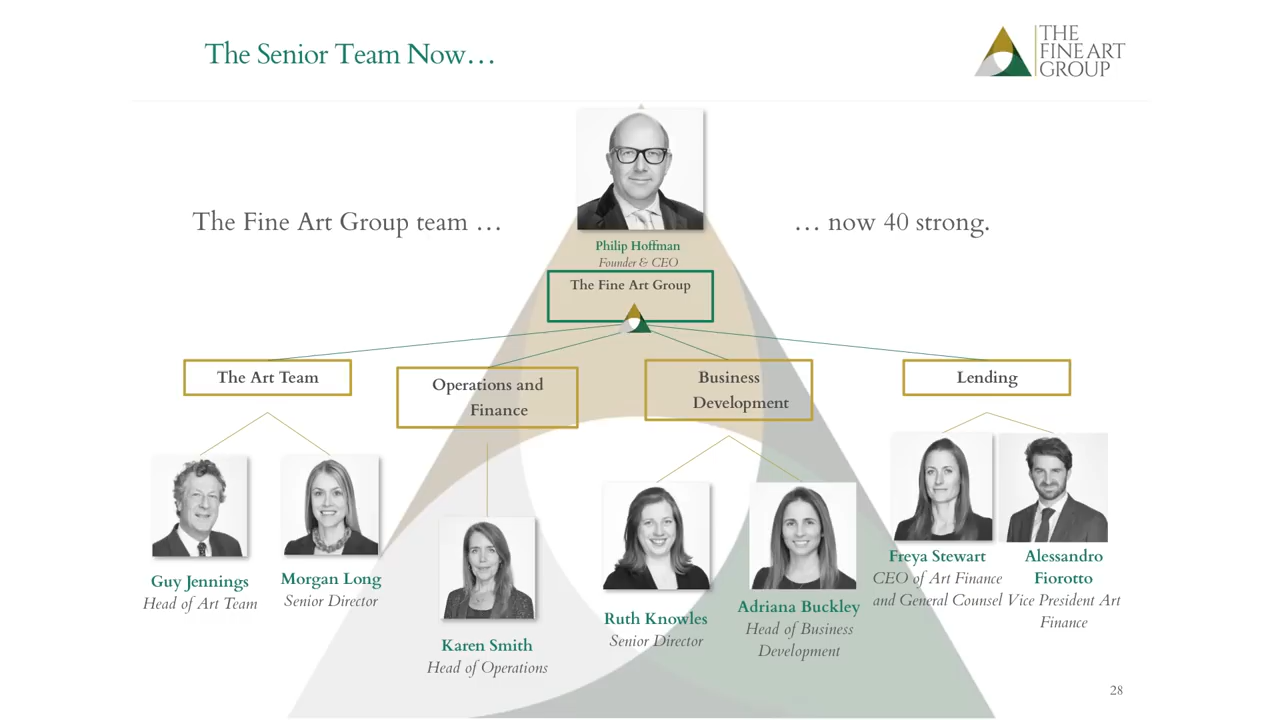 The Senior Team Now…
THE
FINE ART
GROUP
The Fine Art Group team …
… now 40 strong.
Philip Hoffman
Founder & CEO
The Fine Art Group
The Art Team
Operations and
Finance
Business
Development
Lending
Guy Jennings
Head of Art Team
Morgan Long
Senior Director
Karen Smith
Head of Operations
Ruth Knowles
Senior Director
Adriana Buckley
Head of Business
Development
Freya Stewart
CEO of Art Finance
and General Counsel
Alessandro
Fiorotto
Vice President Art
Finance
28